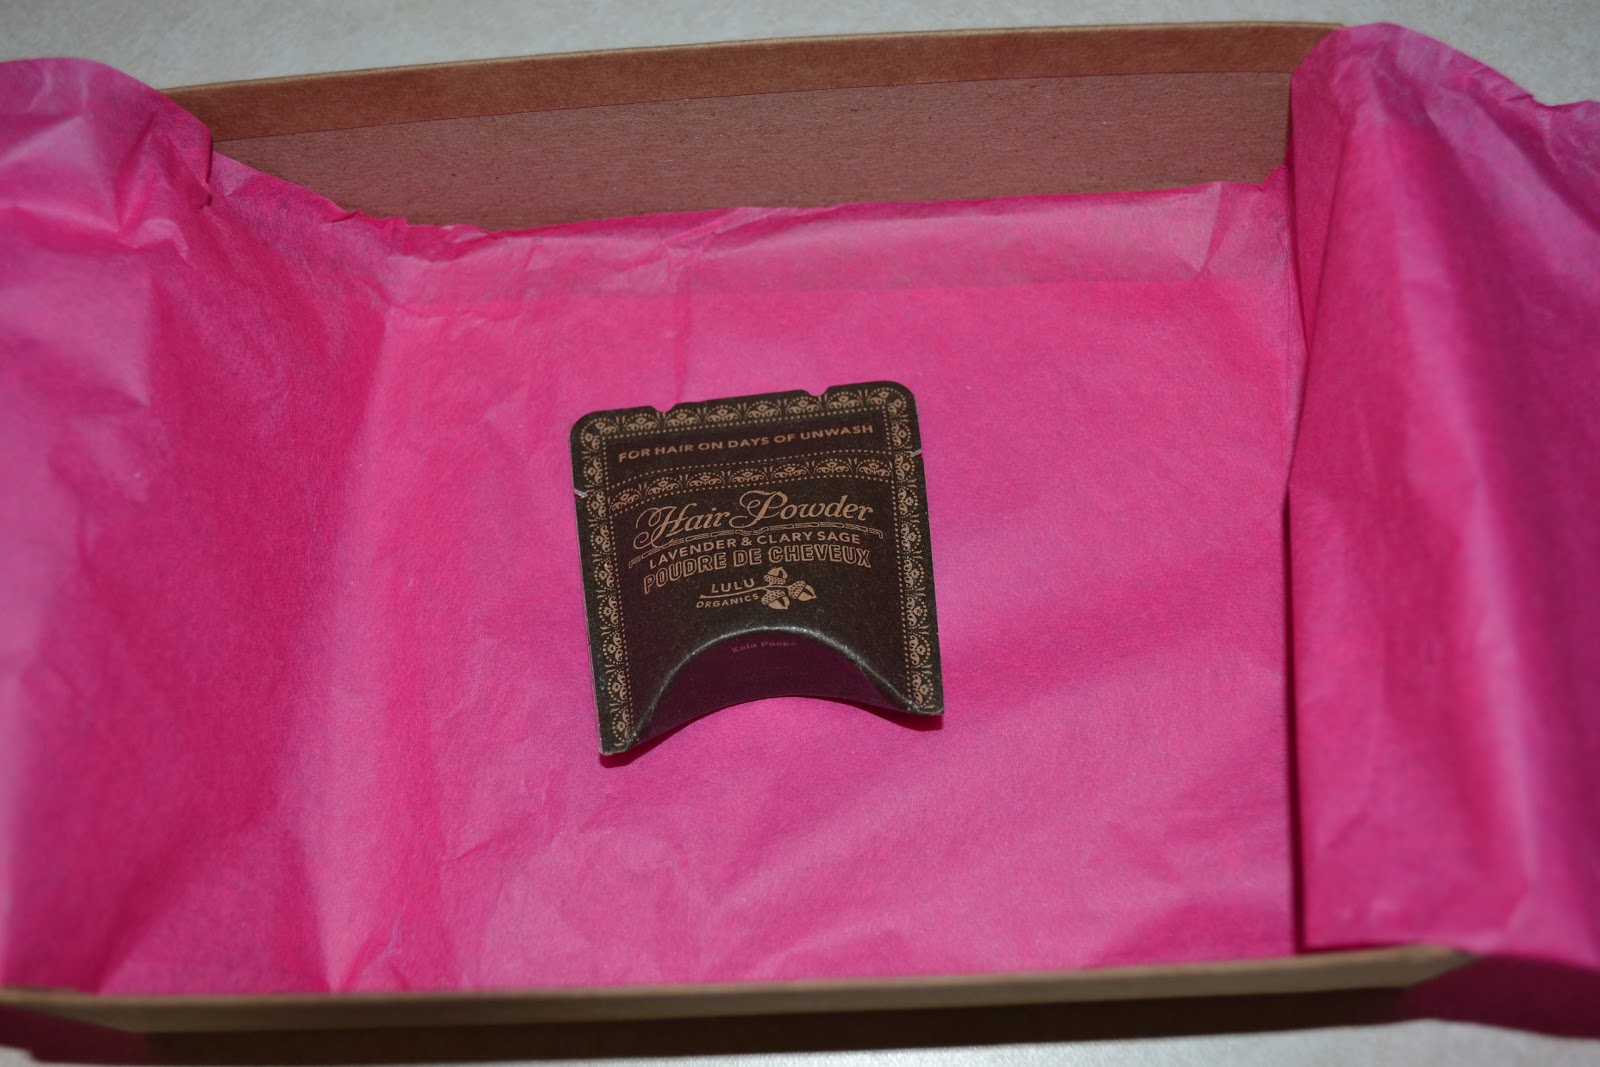 FOR HAIR ON DAYS OF UNWASH
Hair Powder
LAVENDER & CLARY SAGE
POUDRE DE CHEVEUX
LULU
ORGANICS
Xela Packs